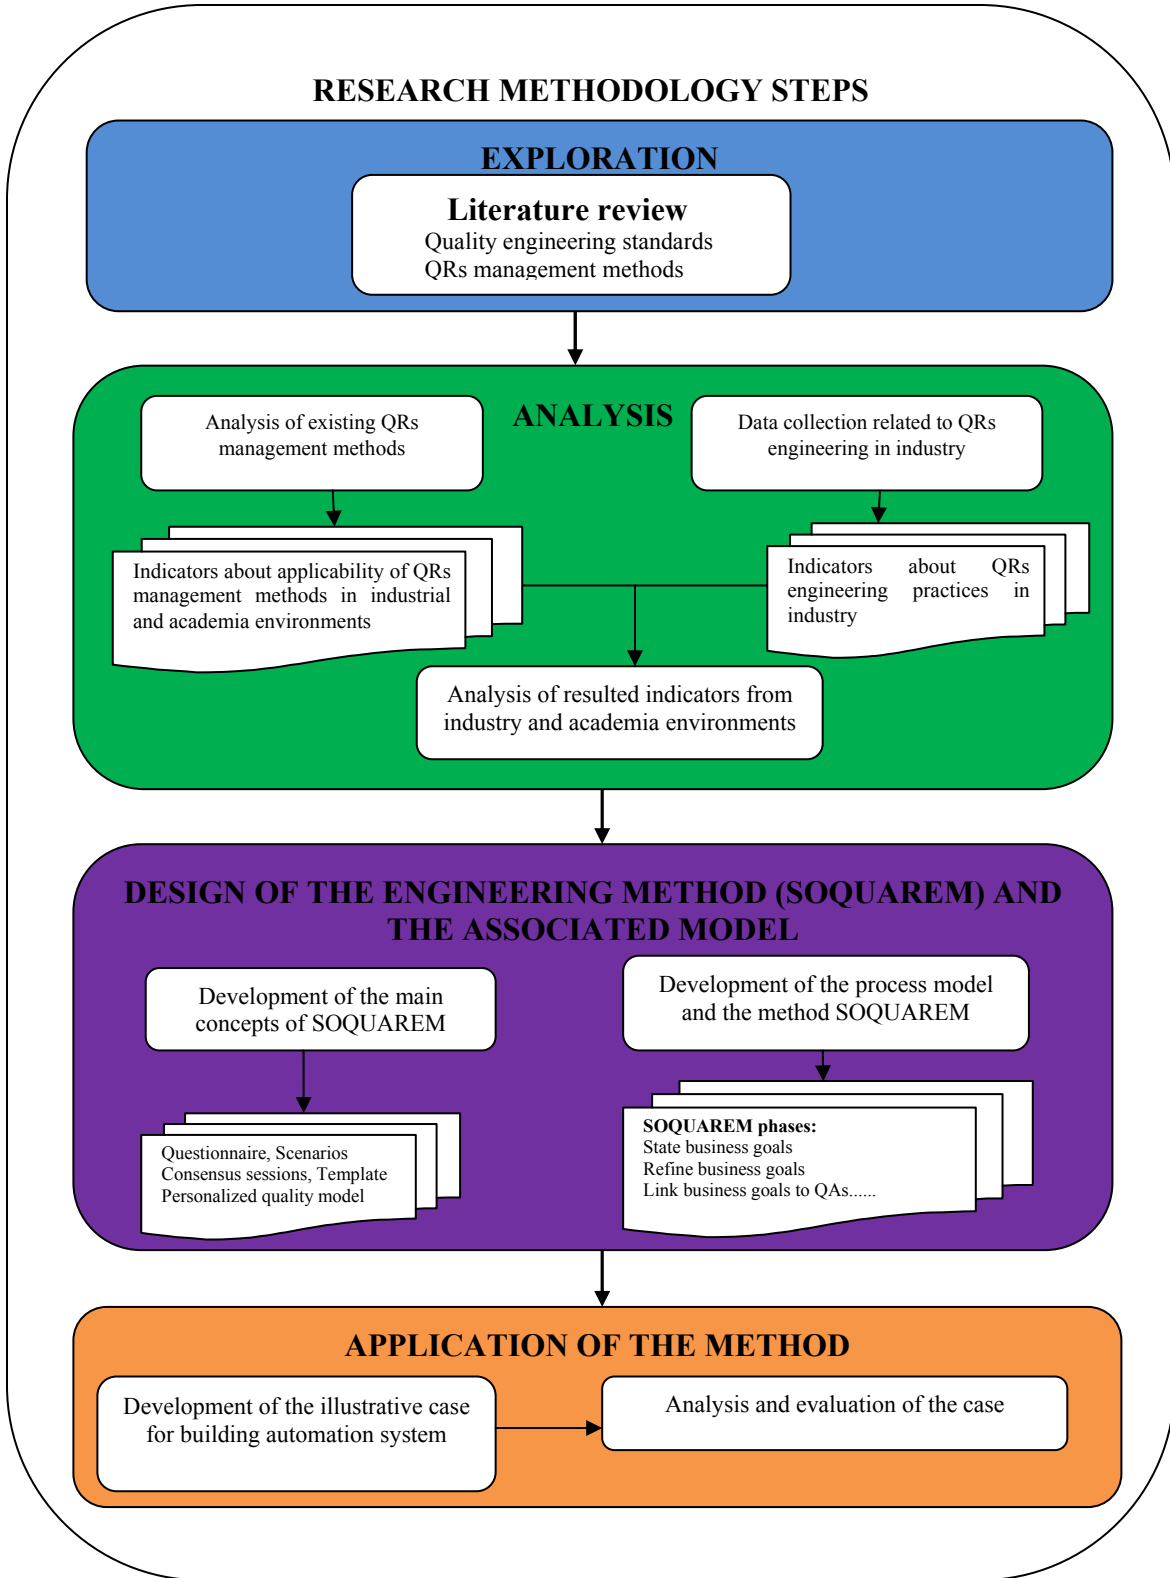 RESEARCH METHODOLOGY STEPS
EXPLORATION
Literature review
Quality engineering standards
QRs management methods
ANALYSIS
Analysis of existing QRs
management methods
Data collection related to QRs
engineering in industry
Indicators about applicability of QRs
management methods in industrial
and academia environments
Indicators about QRs
engineering practices in
industry
Analysis of resulted indicators from
industry and academia environments
DESIGN OF THE ENGINEERING METHOD (SOQUAREM) AND
THE ASSOCIATED MODEL
Development of the main
concepts of SOQUAREM
Development of the process model
and the method SOQUAREM
Questionnaire, Scenarios
Consensus sessions, Template
Personalized quality model
SOQUAREM phases:
State business goals
Refine business goals
Link business goals to QAs......
APPLICATION OF THE METHOD
Development of the illustrative case
for building automation system
Analysis and evaluation of the case